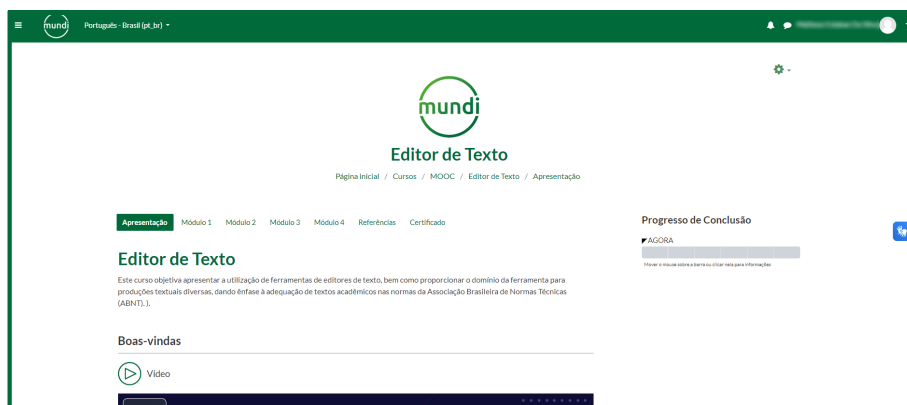 mundi
Português - Brasil (pt_br)
mundi
Editor de Texto
Página inicial / Cursos / MOOC / Editor de Texto / Apresentação
Apresentação Módulo 1 Módulo 2 Módulo 3 Módulo 4 Referências Certificado
Editor de Texto
Este curso objetiva apresentar a utilização de ferramentas de editores de texto, bem como proporcionar o domínio da ferramenta para
produções textuais diversas, dando ênfase à adequação de textos acadêmicos nas normas da Associação Brasileira de Normas Técnicas
(ABNT). ).
Boas-vindas
Vídeo
Progresso de Conclusão
AGORA
Mover o mouse sobre a barra ou clicar nela para informações